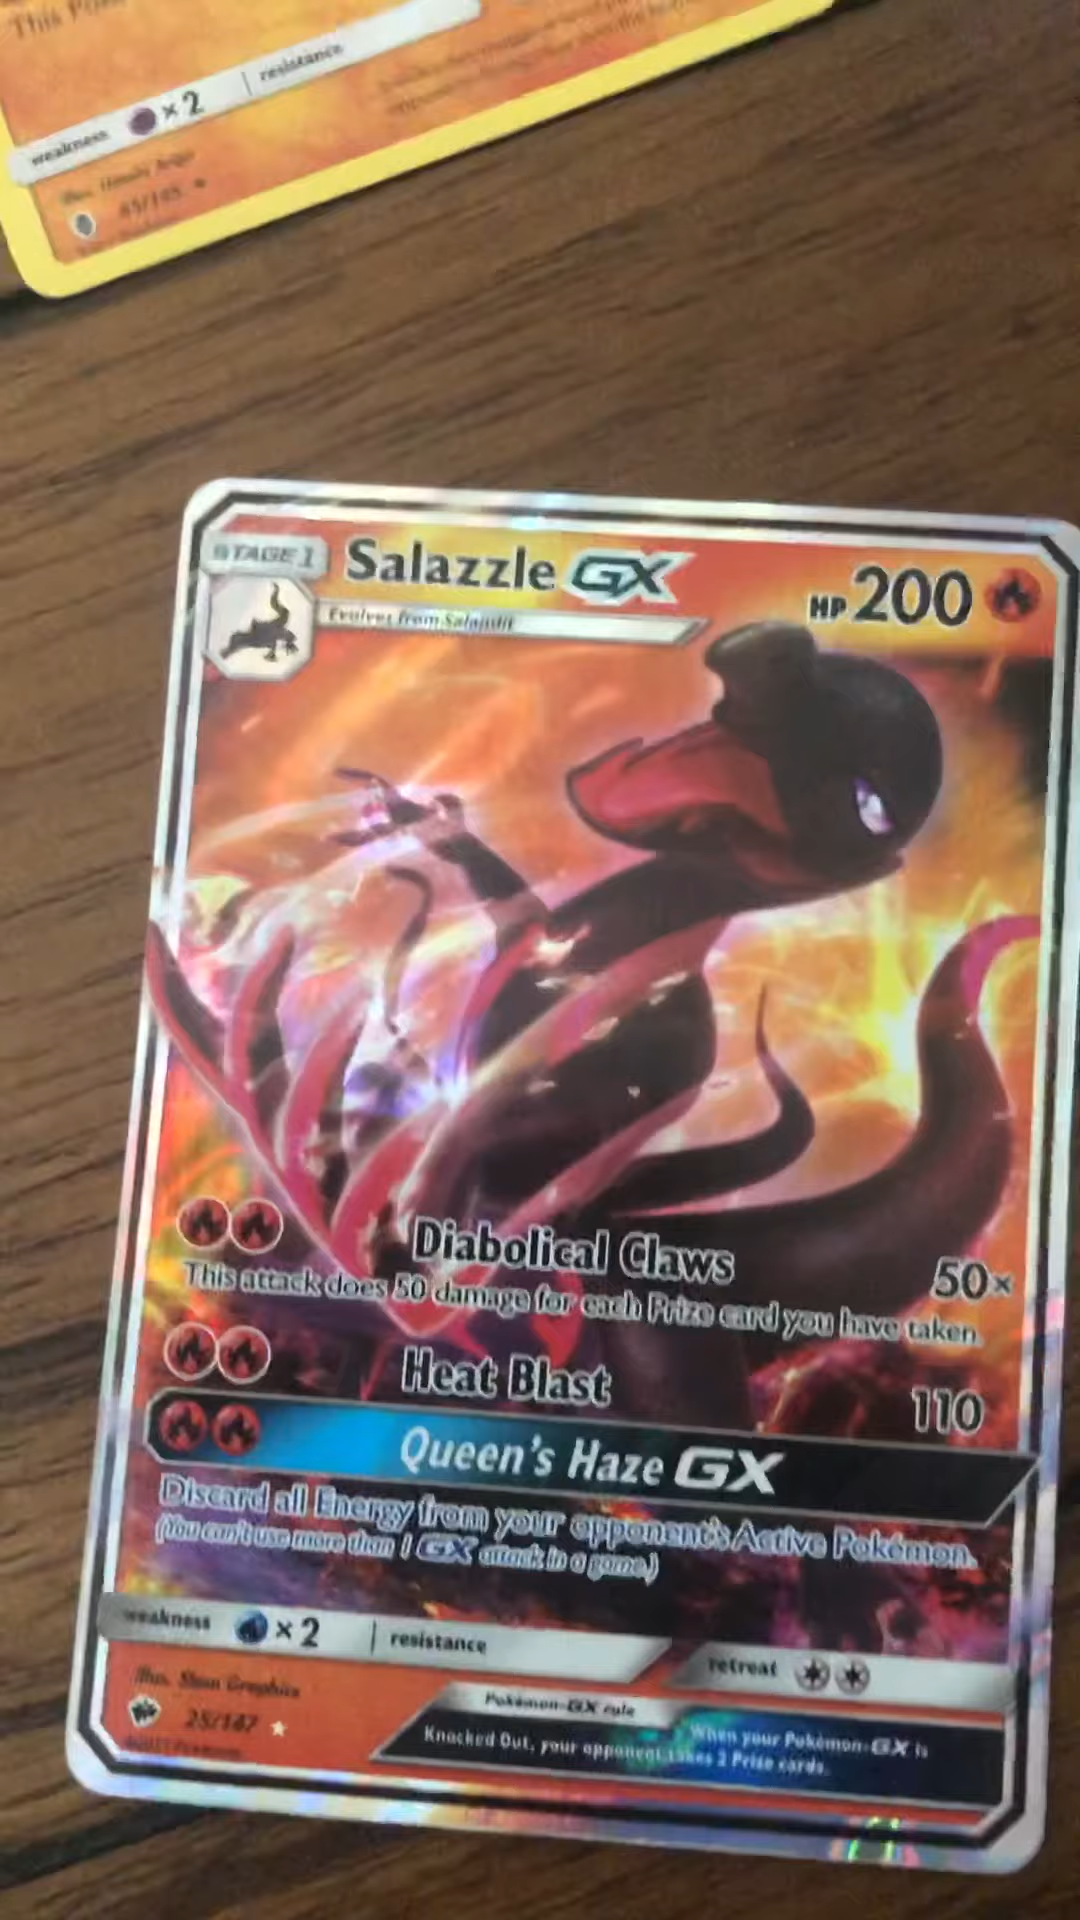 This
weakness ×2 resistance
STAGE 1
Salazzle GX
HP 200
Evolves from Salandit
Diabolical Claws 50×
This attack does 50 damage for each Prize card you have taken.
Heat Blast 110
Queen's Haze GX
Discard all Energy from your opponent's Active Pokémon.
(You can't use more than 1 GX attack in a game.)
weakness ×2 resistance
retreat
Illus. 5ban Graphics
25/147
Pokémon-GX rule
When your Pokémon-GX is
Knocked Out, your opponent takes 2 Prize cards.